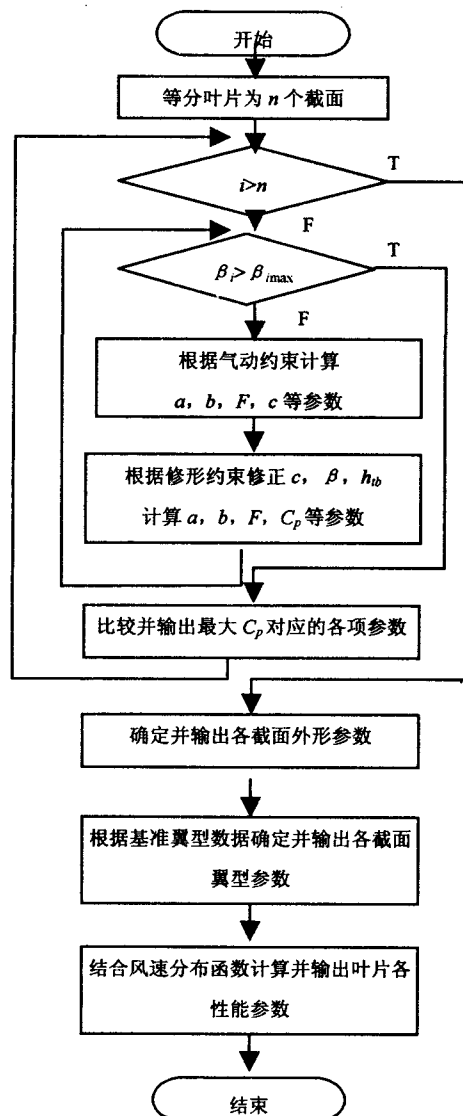 开始
等分叶片为 n 个截面
T
i>n
F
T
βi>βimax
F
根据气动约束计算
a，b，F，c 等参数
根据修形约束修正 c，β，htb
计算 a，b，F，Cp 等参数
比较并输出最大 Cp 对应的各项参数
确定并输出各截面外形参数
根据基准翼型数据确定并输出各截面
翼型参数
结合风速分布函数计算并输出叶片各
性能参数
结束